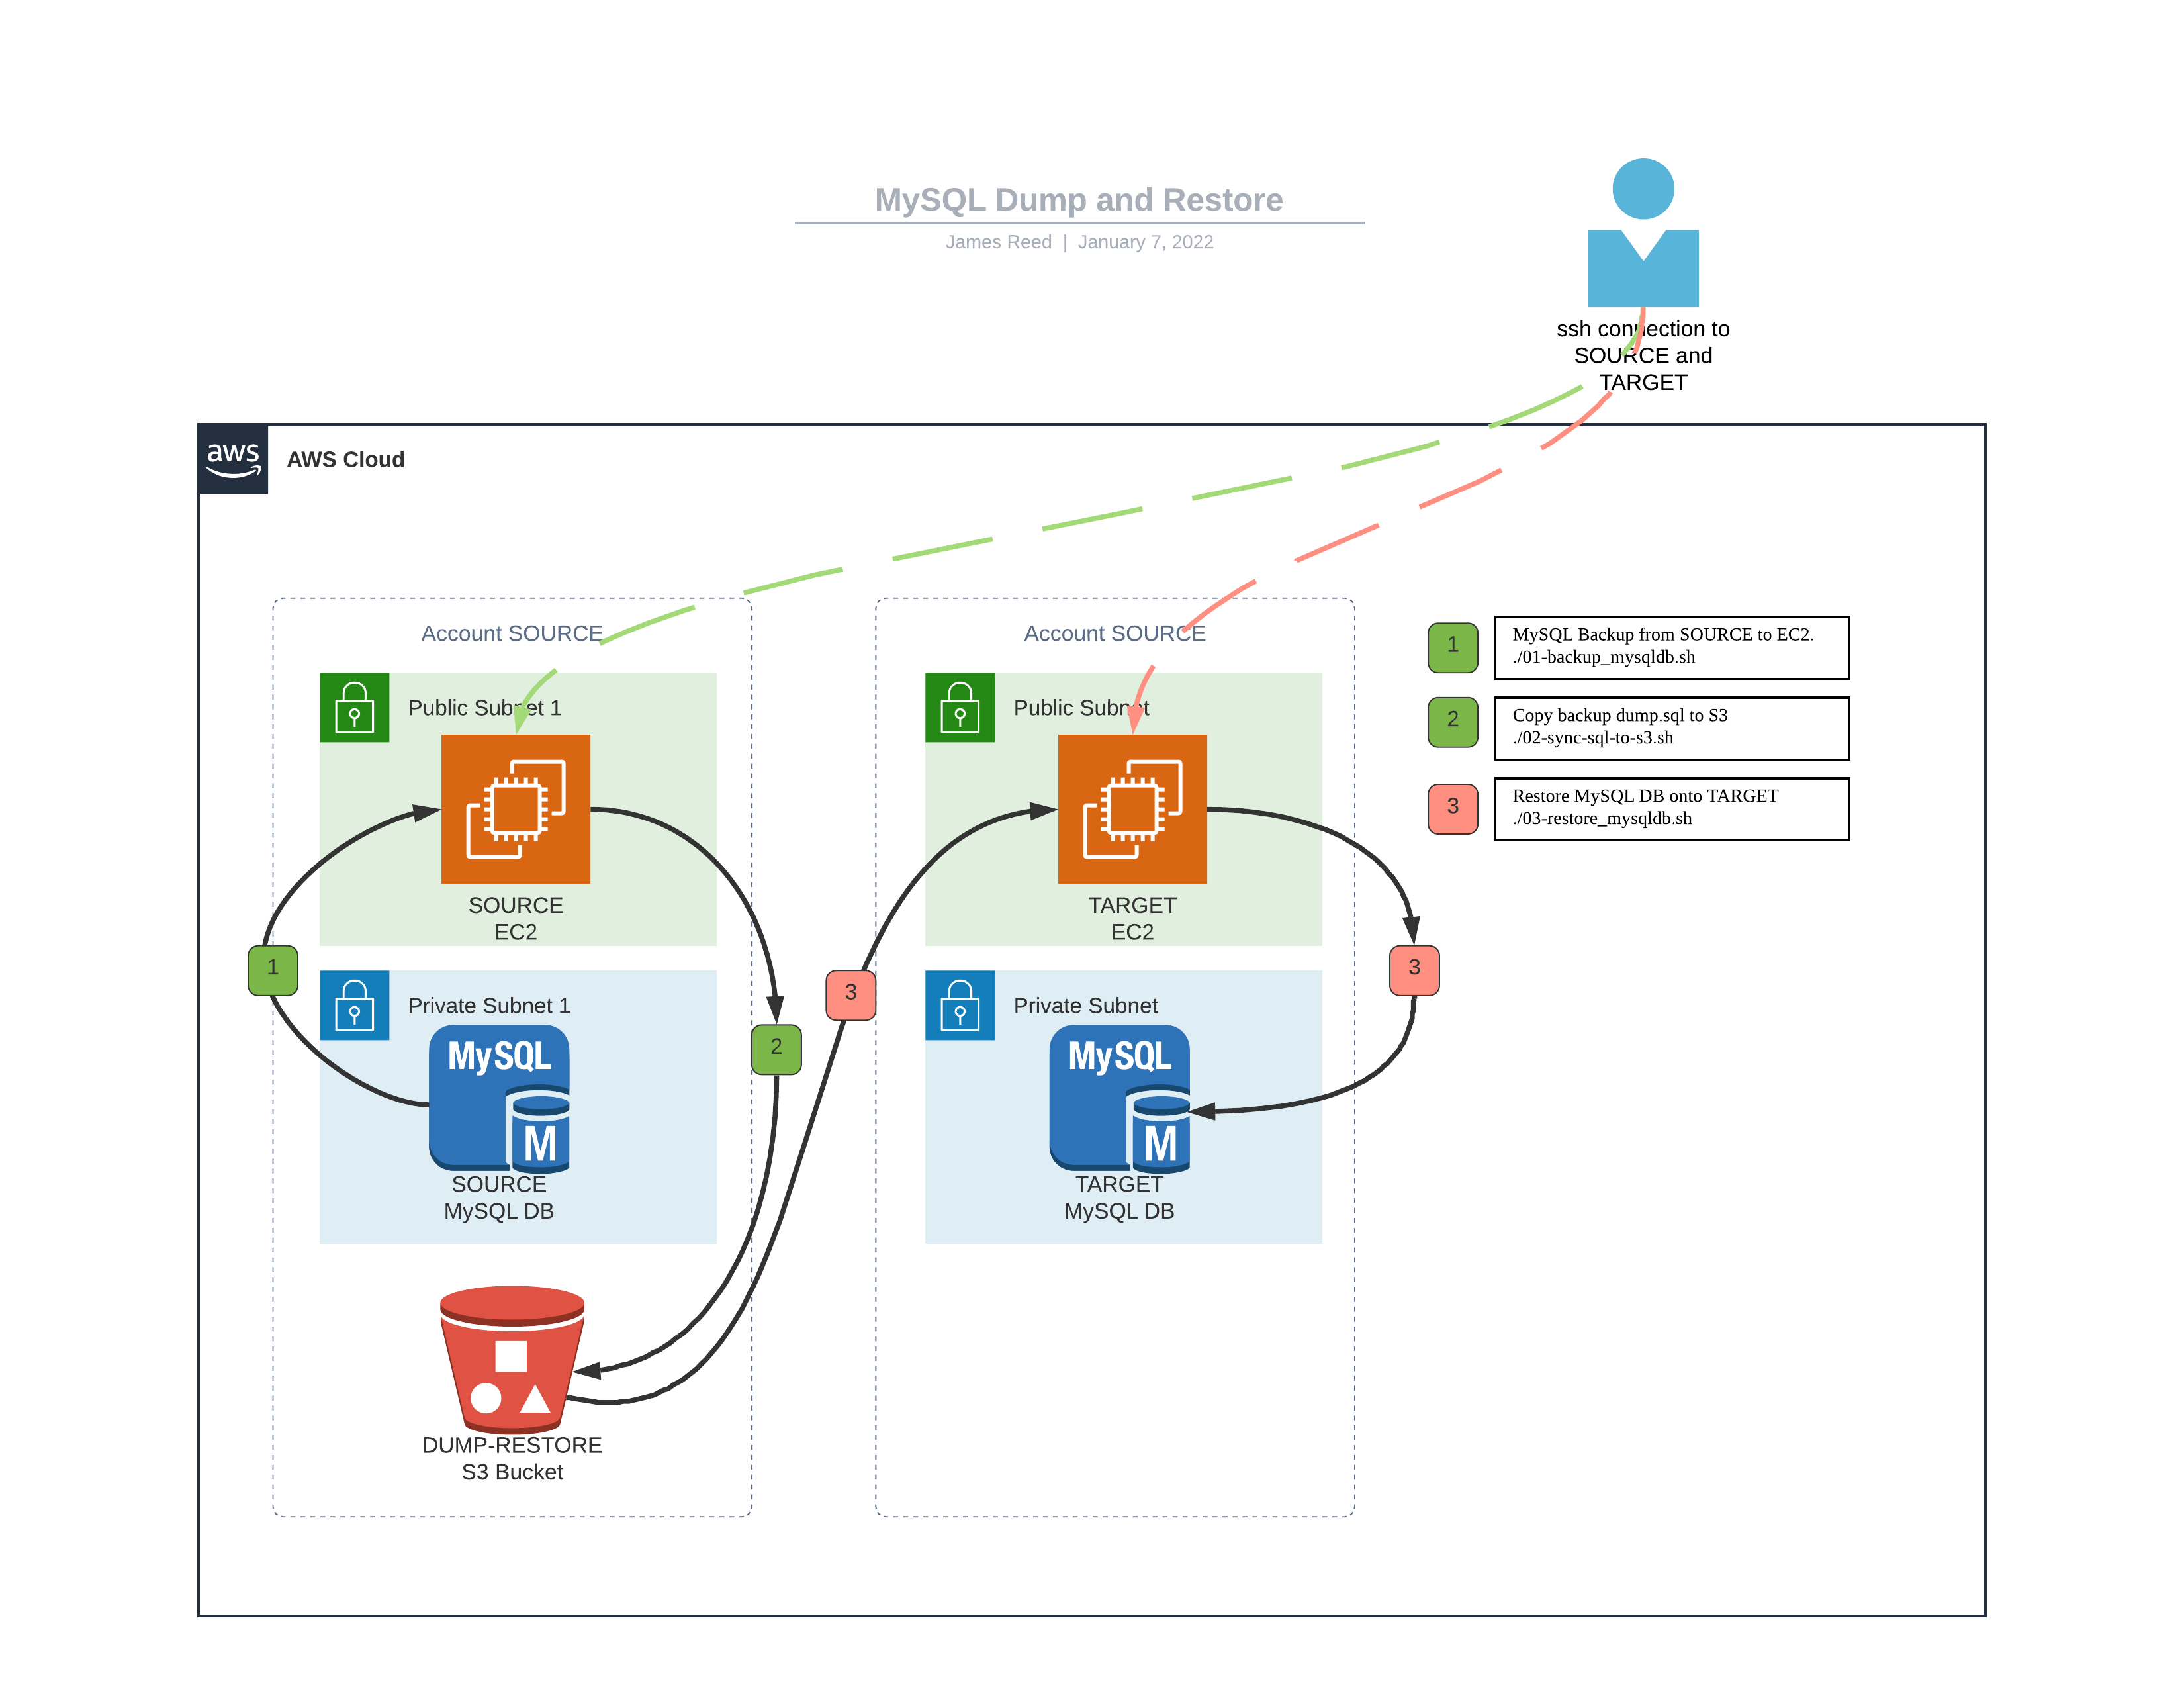 MySQL Dump and Restore
James Reed | January 7, 2022
ssh connection to
SOURCE and
TARGET
aws
AWS Cloud
Account SOURCE
Public Subnet 1
SOURCE
EC2
1
Private Subnet 1
MySQL
M
SOURCE
MySQL DB
2
DUMP-RESTORE
S3 Bucket
Account SOURCE
Public Subnet
TARGET
EC2
3
3
Private Subnet
MySQL
M
TARGET
MySQL DB
1
MySQL Backup from SOURCE to EC2.
./01-backup_mysqldb.sh
2
Copy backup dump.sql to S3
./02-sync-sql-to-s3.sh
3
Restore MySQL DB onto TARGET
./03-restore_mysqldb.sh